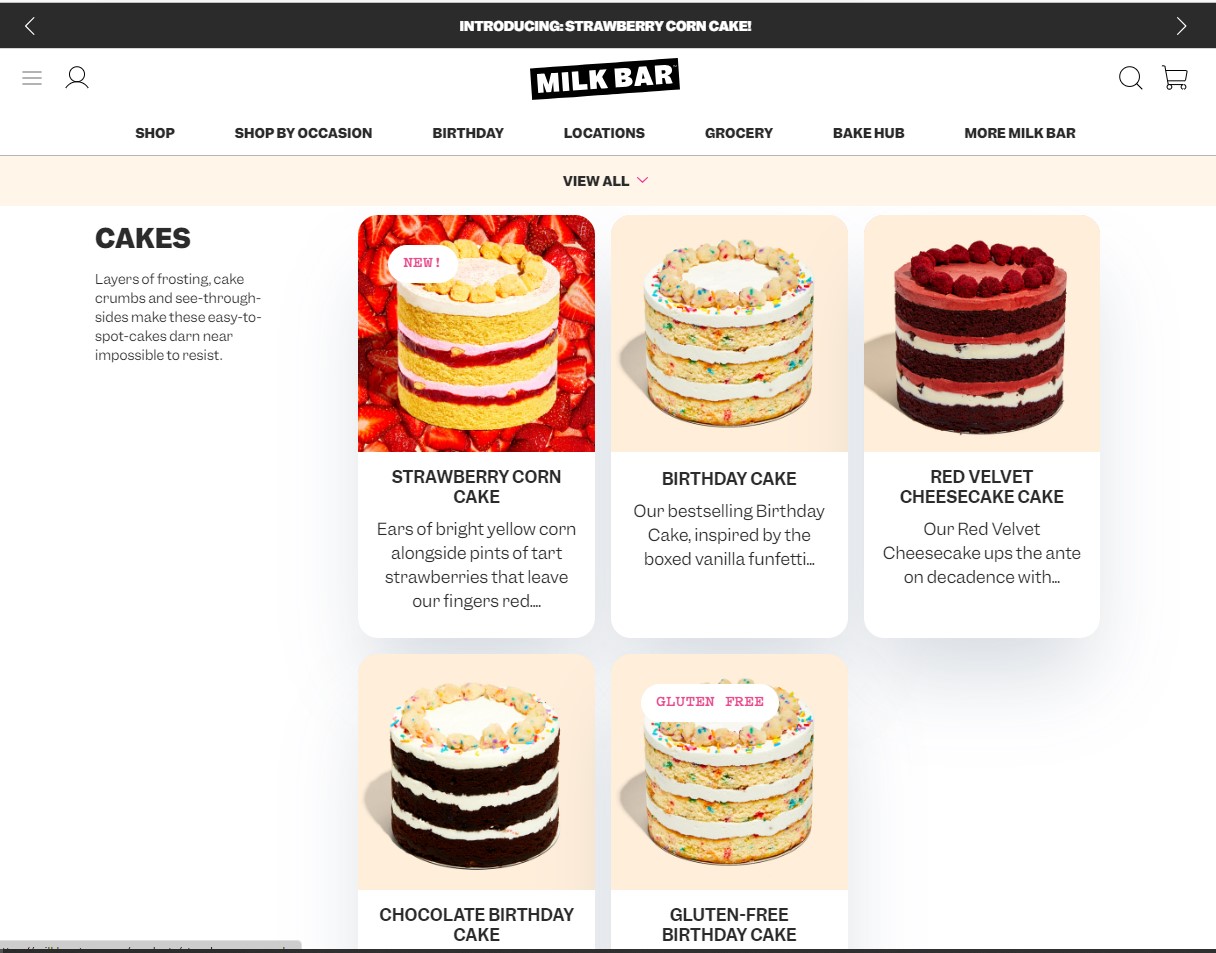 INTRODUCING: STRAWBERRY CORN CAKE!
MILK BAR
SHOP
SHOP BY OCCASION
BIRTHDAY
LOCATIONS
GROCERY
BAKE HUB
MORE MILK BAR
VIEW ALL
CAKES
Layers of frosting, cake
crumbs and see-through-
sides make these easy-to-
spot-cakes darn near
impossible to resist.
NEW!
STRAWBERRY CORN
CAKE
Ears of bright yellow corn
alongside pints of tart
strawberries that leave
our fingers red....
BIRTHDAY CAKE
Our bestselling Birthday
Cake, inspired by the
boxed vanilla funfetti...
RED VELVET
CHEESECAKE CAKE
Our Red Velvet
Cheesecake ups the ante
on decadence with...
CHOCOLATE BIRTHDAY
CAKE
GLUTEN FREE
GLUTEN-FREE
BIRTHDAY CAKE